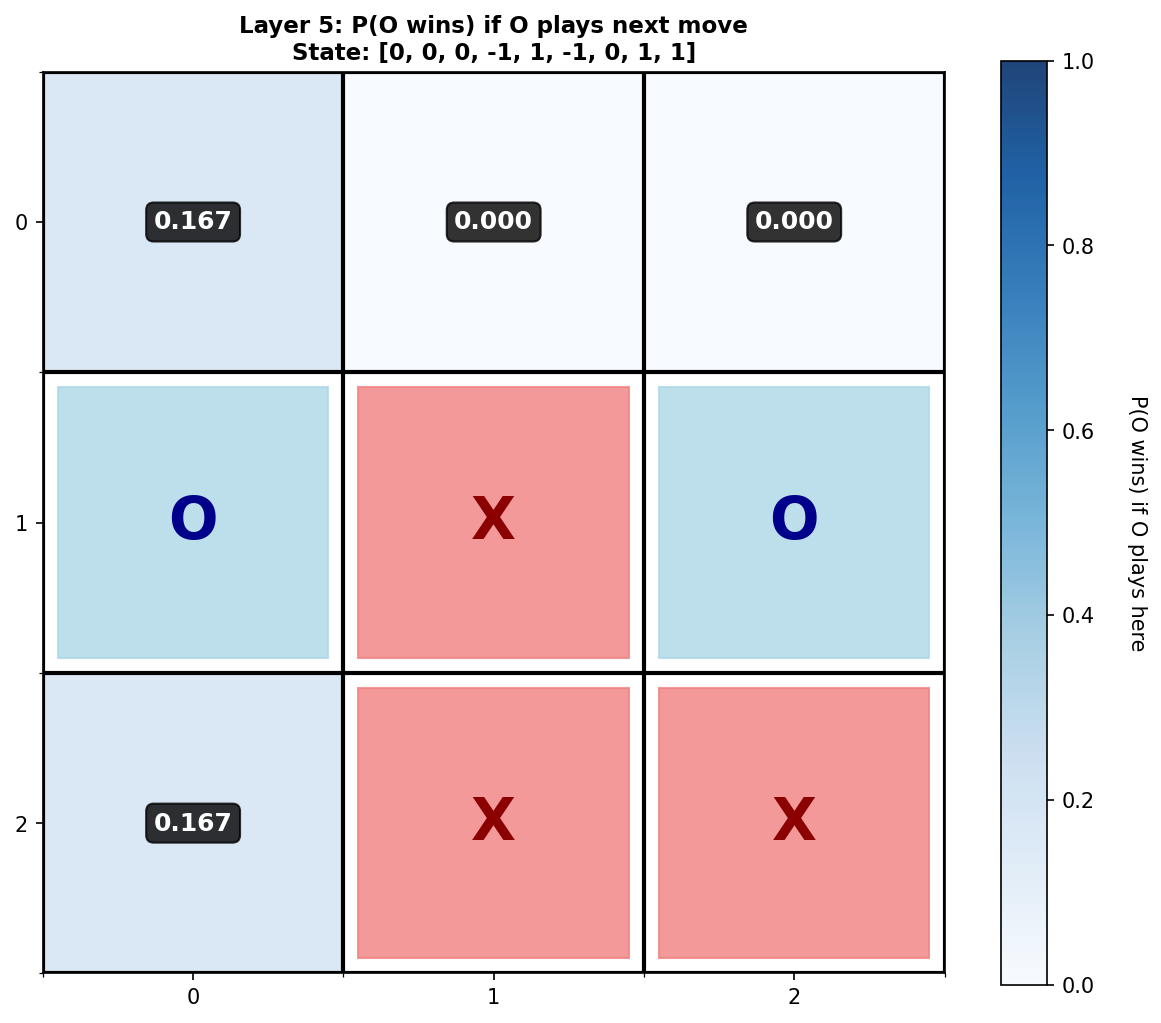 Layer 5: P(O wins) if O plays next move
State: [0, 0, 0, -1, 1, -1, 0, 1, 1]
0.167 0.000 0.000
O X O
0.167 X X
0
1
2
0 1 2
1.0
0.8
0.6
0.4
0.2
0.0
P(O wins) if O plays here